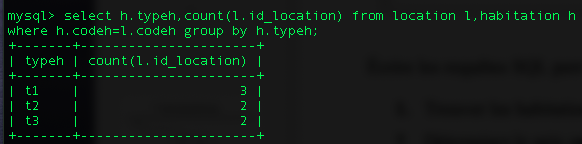 mysql> select h.typeh,count(l.id_location) from location l,habitation h
where h.codeh=l.codeh group by h.typeh;
+-------+----------------------+
| typeh | count(l.id_location) |
+-------+----------------------+
| t1    |                    3 |
| t2    |                    2 |
| t3    |                    2 |
+-------+----------------------+